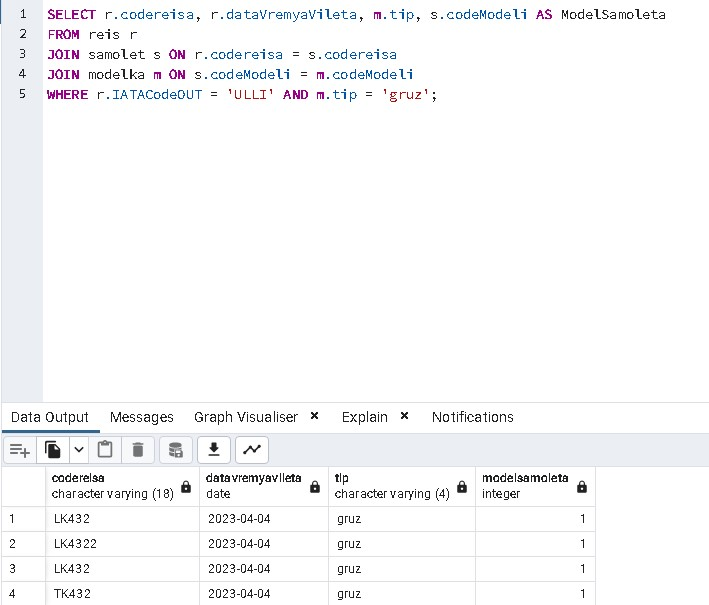 1 SELECT r.codereisa, r.dataVremyaVileta, m.tip, s.codeModeli AS ModelSamoleta
2 FROM reis r
3 JOIN samolet s ON r.codereisa = s.codereisa
4 JOIN modelka m ON s.codeModeli = m.codeModeli
5 WHERE r.IATACodeOUT = 'ULLI' AND m.tip = 'gruz';
Data Output Messages Graph Visualiser × Explain × Notifications
codereisa datavremyavileta tip modelsamoleta
character varying (18) date character varying (4) integer
1 LK432 2023-04-04 gruz 1
2 LK4322 2023-04-04 gruz 1
3 LK432 2023-04-04 gruz 1
4 TK432 2023-04-04 gruz 1